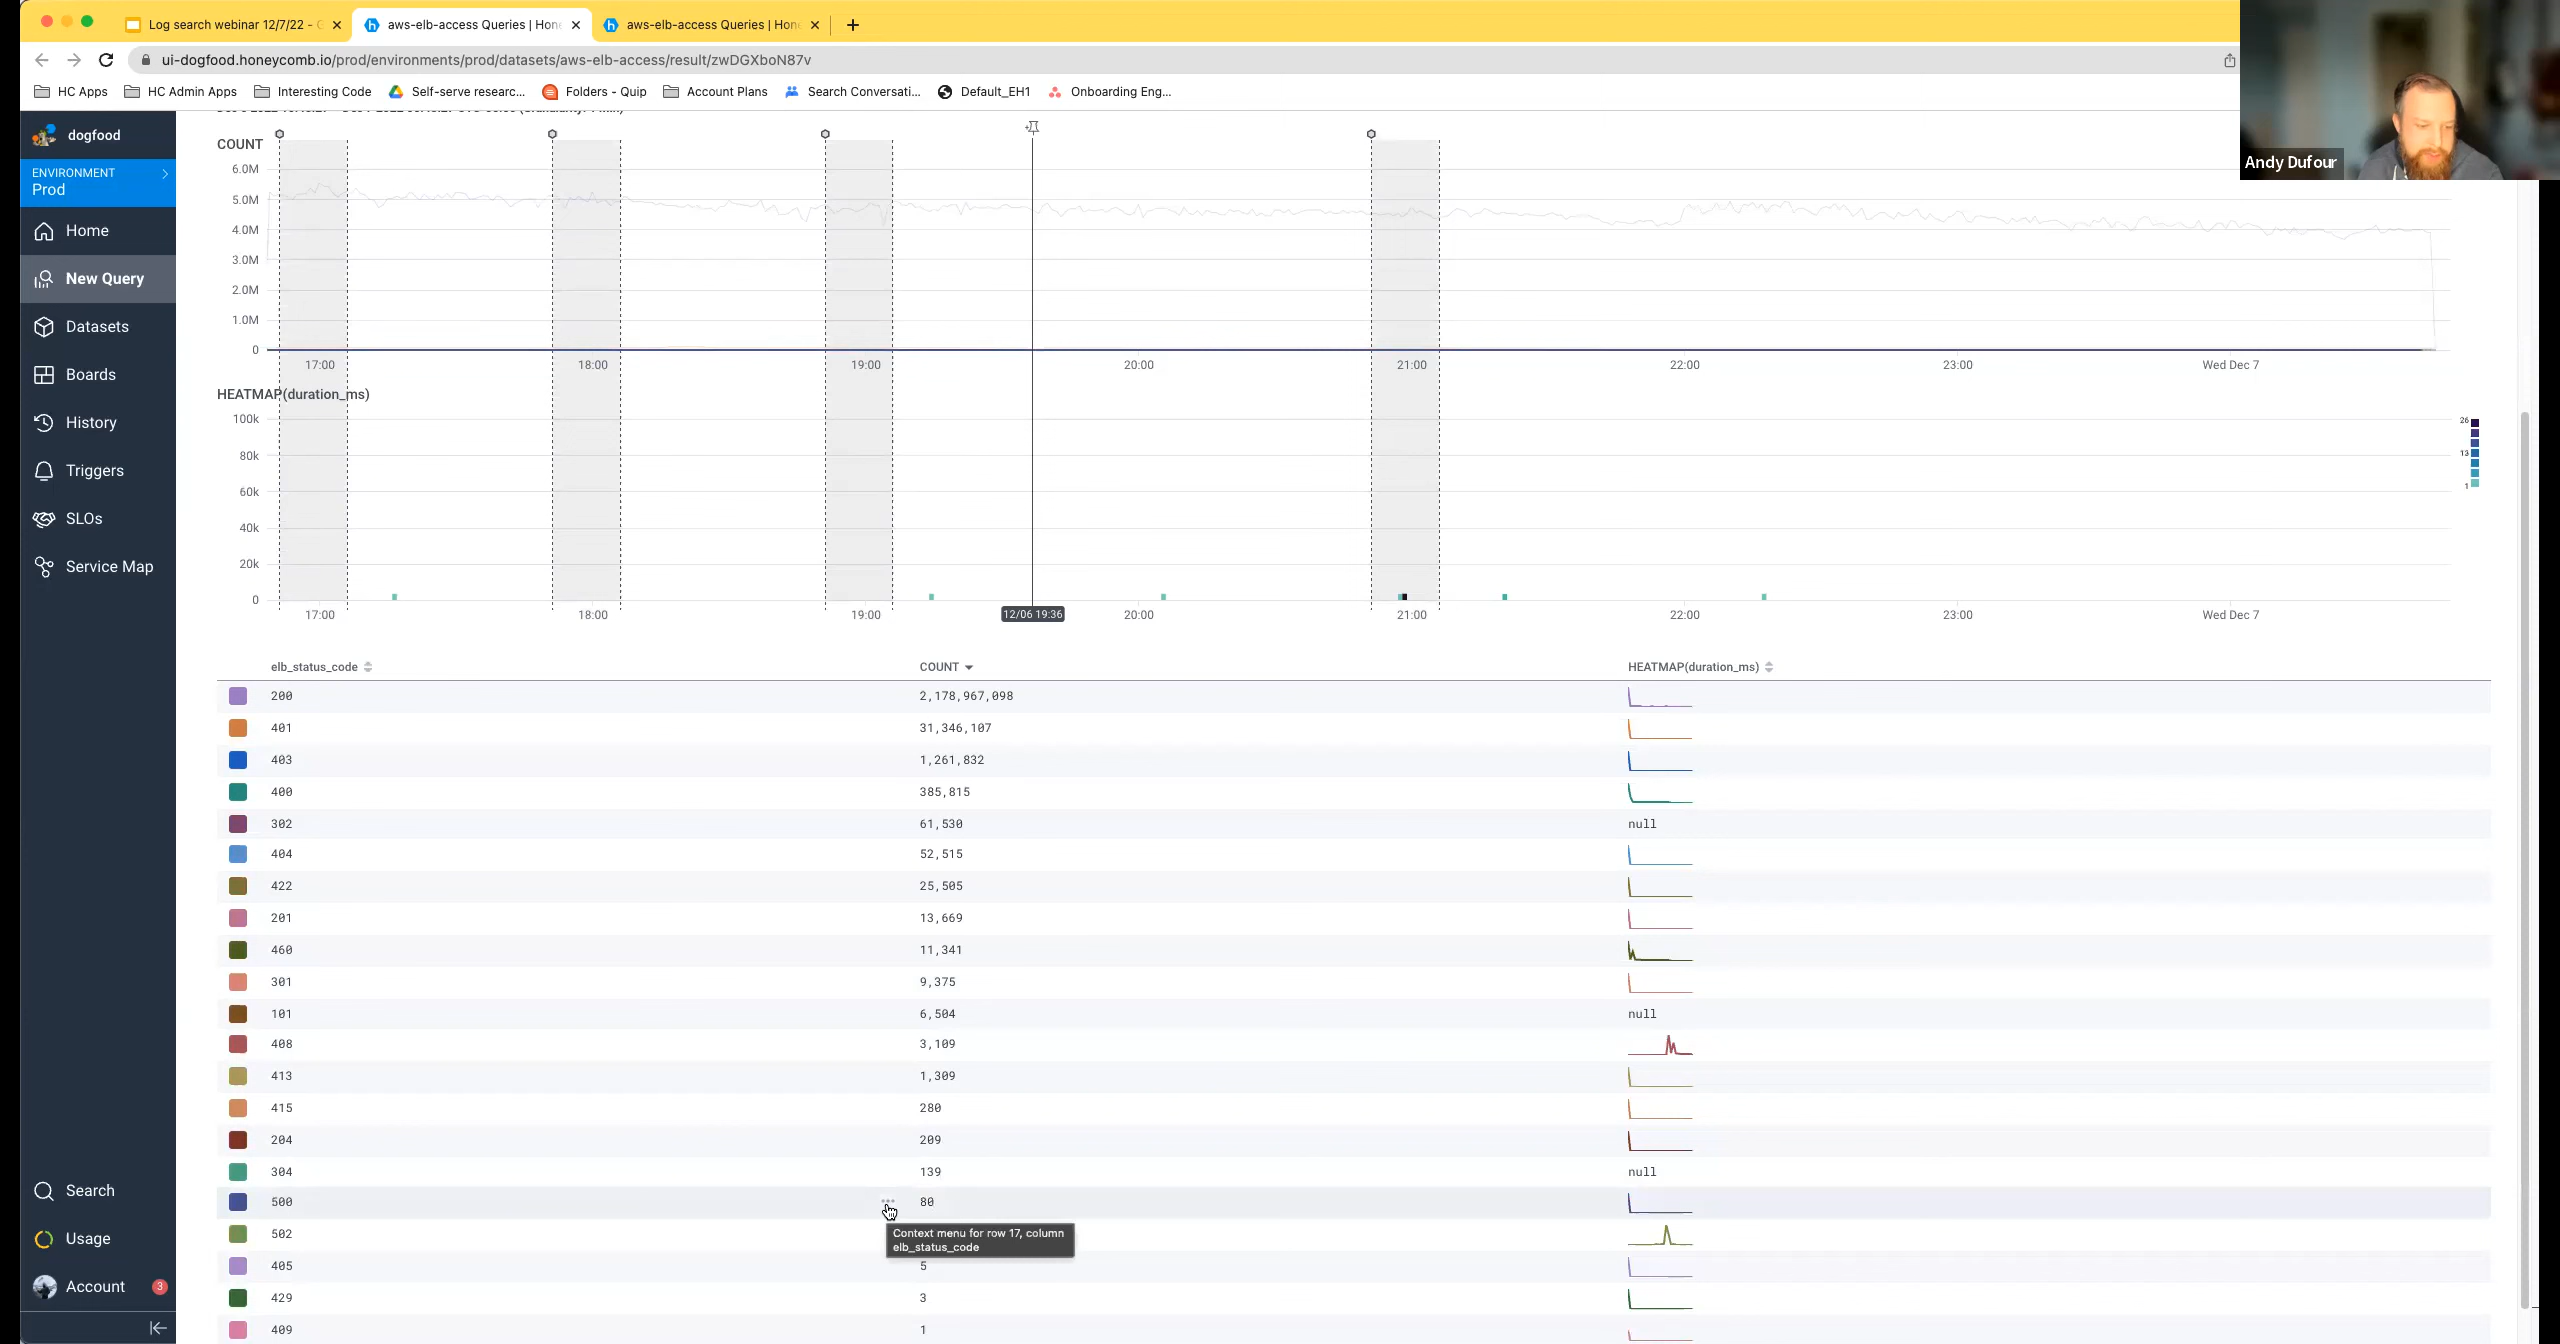 Log search webinar 12/7/22 - G
aws-elb-access Queries | Hone
aws-elb-access Queries | Hone
ui-dogfood.honeycomb.io/prod/environments/prod/datasets/aws-elb-access/result/zwDGXboN87v
HC Apps
HC Admin Apps
Interesting Code
Self-serve researc...
Folders - Quip
Account Plans
Search Conversati...
Default_EH1
Onboarding Eng...
Andy Dufour
dogfood
ENVIRONMENT
Prod
Home
New Query
Datasets
Boards
History
Triggers
SLOs
Service Map
Search
Usage
Account
3
COUNT
6.0M
5.0M
4.0M
3.0M
2.0M
1.0M
0
17:00 18:00 19:00 20:00 21:00 22:00 23:00 Wed Dec 7
HEATMAP(duration_ms)
100k
80k
60k
40k
20k
0
26
13
1
17:00 18:00 19:00 12/06 19:36 20:00 21:00 22:00 23:00 Wed Dec 7
elb_status_code COUNT HEATMAP(duration_ms)
200 2,178,967,098
401 31,346,107
403 1,261,832
400 385,815
302 61,530 null
404 52,515
422 25,505
201 13,669
460 11,341
301 9,375
101 6,504 null
408 3,109
413 1,309
415 280
204 209
304 139 null
500 80
502
Context menu for row 17, column
elb_status_code
405 5
429 3
409 1